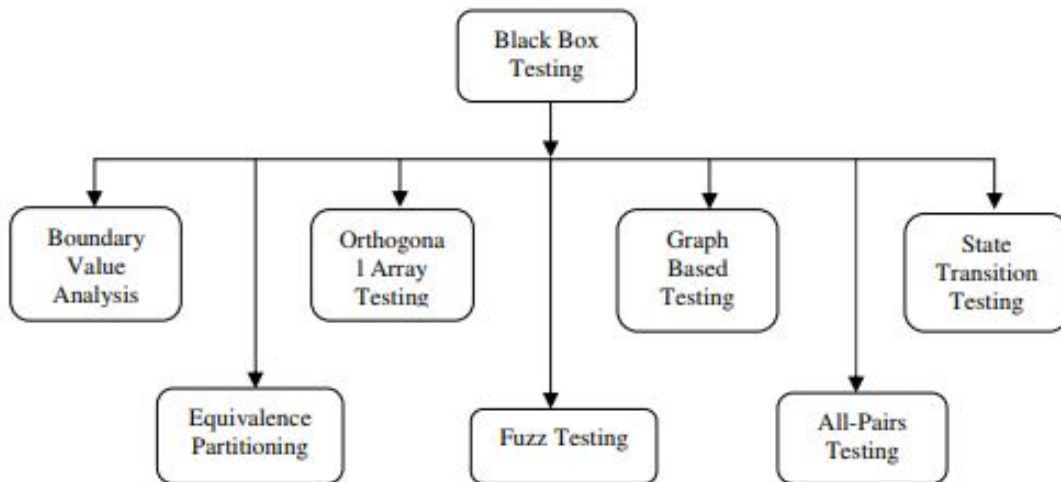 Black Box
Testing
Boundary
Value
Analysis
Orthogona
l Array
Testing
Graph
Based
Testing
State
Transition
Testing
Equivalence
Partitioning
Fuzz Testing
All-Pairs
Testing